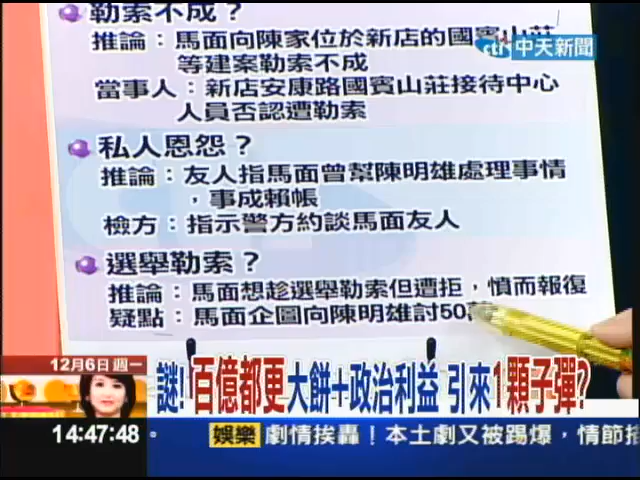 勒索不成？
推論：馬面向陳家位於新店的國賓山莊
等建案勒索不成
當事人：新店安康路國賓山莊接待中心
人員否認遭勒索
私人恩怨？
推論：友人指馬面曾幫陳明雄處理事情
，事成賴帳
檢方：指示警方約談馬面友人
選舉勒索？
推論：馬面想趁選舉勒索但遭拒，憤而報復
疑點：馬面企圖向陳明雄討50萬
ctiTV 中天新聞
12月6日 週一
謎！百億都更大餅+政治利益 引來1顆子彈？
14:47:48
娛樂 劇情挨轟！本土劇又被踢爆，情節